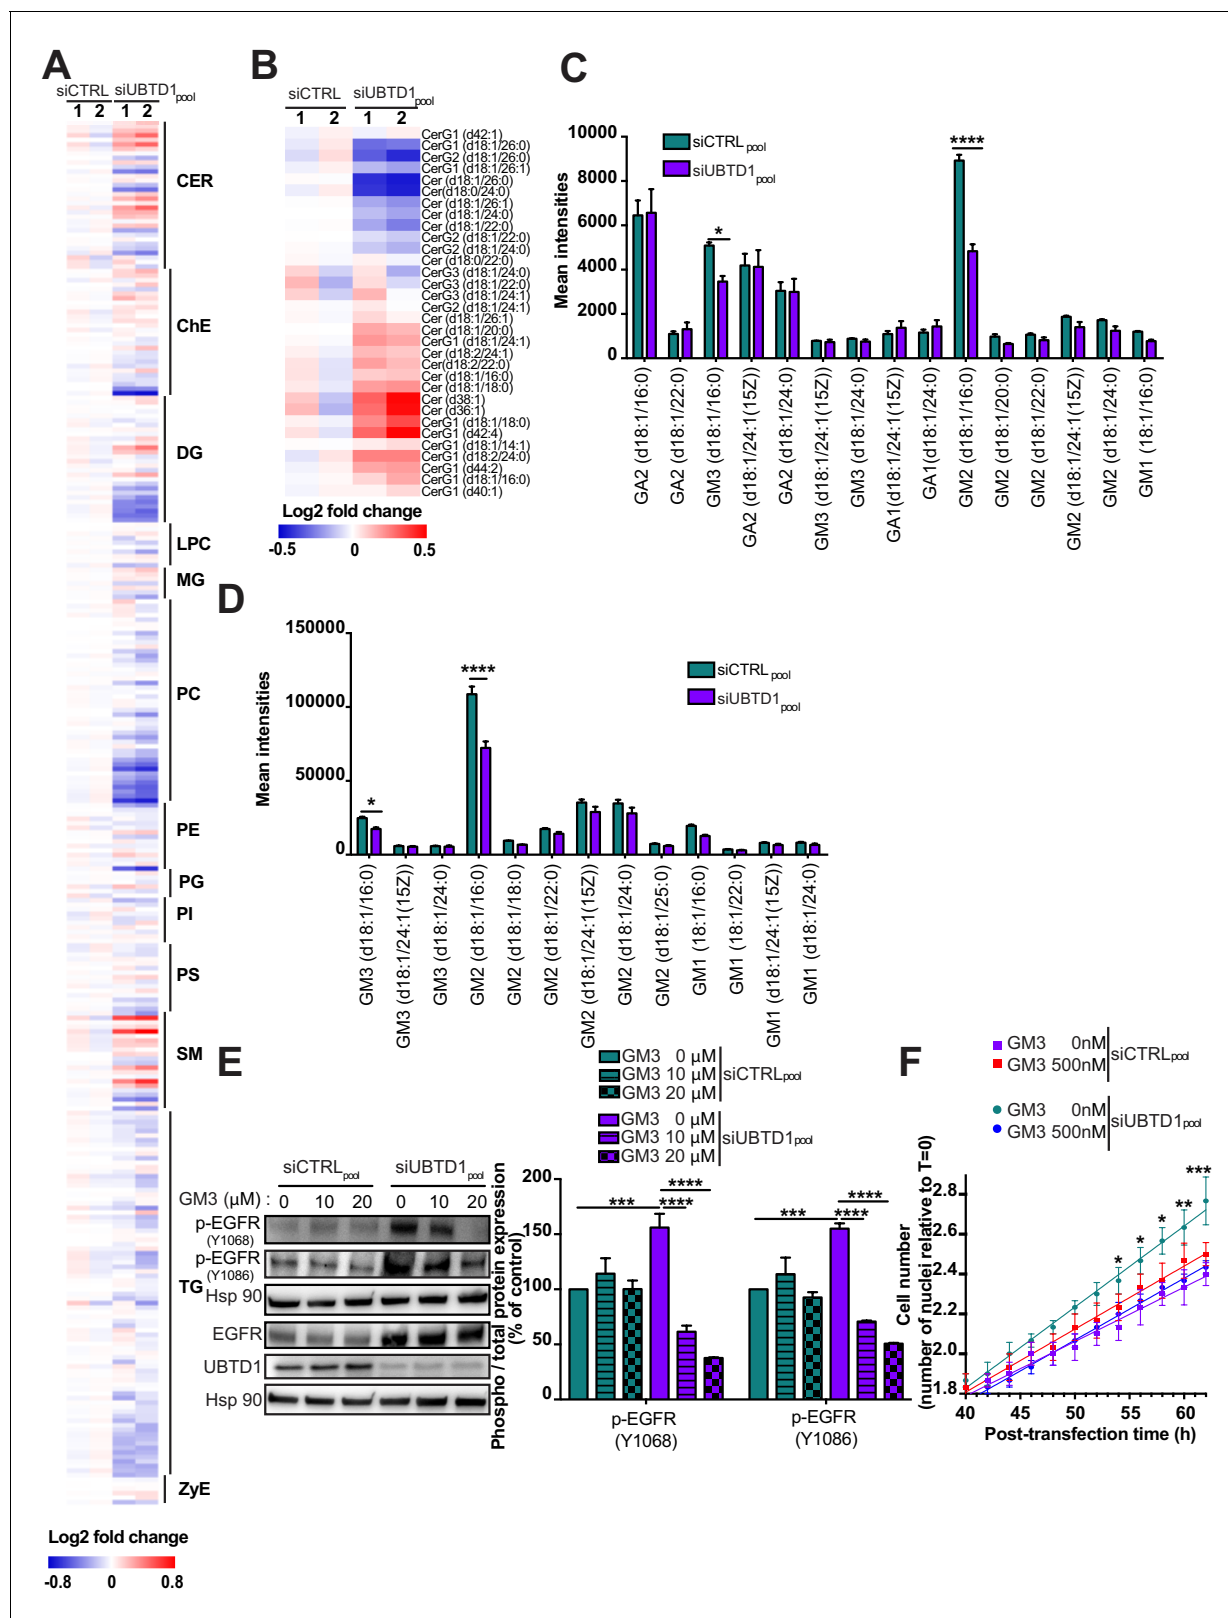 A
siCTRL siUBTD1pool
1 2 1 2
CER
ChE
DG
LPC
MG
PC
PE
PG
PI
PS
SM
TG
ZyE
Log2 fold change
-0.8 0 0.8
B
siCTRL siUBTD1pool
1 2 1 2
CerG1 (d42:1)
CerG1 (d18:1/26:0)
CerG2 (d18:1/26:0)
CerG1 (d18:1/26:1)
Cer (d18:1/26:0)
Cer(d18:0/24:0)
Cer (d18:1/26:1)
Cer (d18:1/24:0)
Cer (d18:1/22:0)
CerG2 (d18:1/22:0)
CerG2 (d18:1/24:0)
Cer (d18:0/22:0)
CerG3 (d18:1/24:0)
CerG3 (d18:1/22:0)
CerG3 (d18:1/24:1)
CerG2 (d18:1/24:1)
Cer (d18:1/26:1)
Cer (d18:1/20:0)
CerG1 (d18:1/24:1)
Cer (d18:2/24:1)
Cer(d18:2/22:0)
Cer (d18:1/16:0)
Cer (d18:1/18:0)
Cer (d38:1)
Cer (d36:1)
CerG1 (d18:1/18:0)
CerG1 (d42:4)
CerG1 (d18:1/14:1)
CerG1 (d18:2/24:0)
CerG1 (d44:2)
CerG1 (d18:1/16:0)
CerG1 (d40:1)
Log2 fold change
-0.5 0 0.5
C
siCTRLpool
siUBTD1pool
Mean intensities
10000
8000
6000
4000
2000
0
*
****
GA2 (d18:1/16:0)
GA2 (d18:1/22:0)
GM3 (d18:1/16:0)
GA2 (d18:1/24:1(15Z))
GA2 (d18:1/24:0)
GM3 (d18:1/24:1(15Z))
GM3 (d18:1/24:0)
GA1(d18:1/24:1(15Z))
GA1(d18:1/24:0)
GM2 (d18:1/16:0)
GM2 (d18:1/20:0)
GM2 (d18:1/22:0)
GM2 (d18:1/24:1(15Z))
GM2 (d18:1/24:0)
GM1 (18:1/16:0)
D
siCTRLpool
siUBTD1pool
Mean intensities
150000
100000
50000
0
*
****
GM3 (d18:1/16:0)
GM3 (d18:1/24:1(15Z))
GM3 (d18:1/24:0)
GM2 (d18:1/16:0)
GM2 (d18:1/18:0)
GM2 (d18:1/22:0)
GM2 (d18:1/24:1(15Z))
GM2 (d18:1/24:0)
GM2 (d18:1/25:0)
GM1 (18:1/16:0)
GM1 (18:1/22:0)
GM1 (d18:1/24:1(15Z))
GM1 (d18:1/24:0)
E
siCTRLpool siUBTD1pool
GM3 (µM) : 0 10 20 0 10 20
p-EGFR
(Y1068)
p-EGFR
(Y1086)
Hsp 90
EGFR
UBTD1
Hsp 90
GM3 0 µM
GM3 10 µM
GM3 20 µM
siCTRLpool
GM3 0 µM
GM3 10 µM
GM3 20 µM
siUBTD1pool
Phospho / total protein expression
(% of control)
200
150
100
50
0
*** **** ****
*** **** ****
p-EGFR
(Y1068)
p-EGFR
(Y1086)
F
GM3 0nM
GM3 500nM
siCTRLpool
GM3 0nM
GM3 500nM
siUBTD1pool
Cell number
(number of nuclei relative to T=0)
2.8
2.6
2.4
2.2
2.0
1.8
* * * ** ***
40 45 50 55 60
Post-transfection time (h)